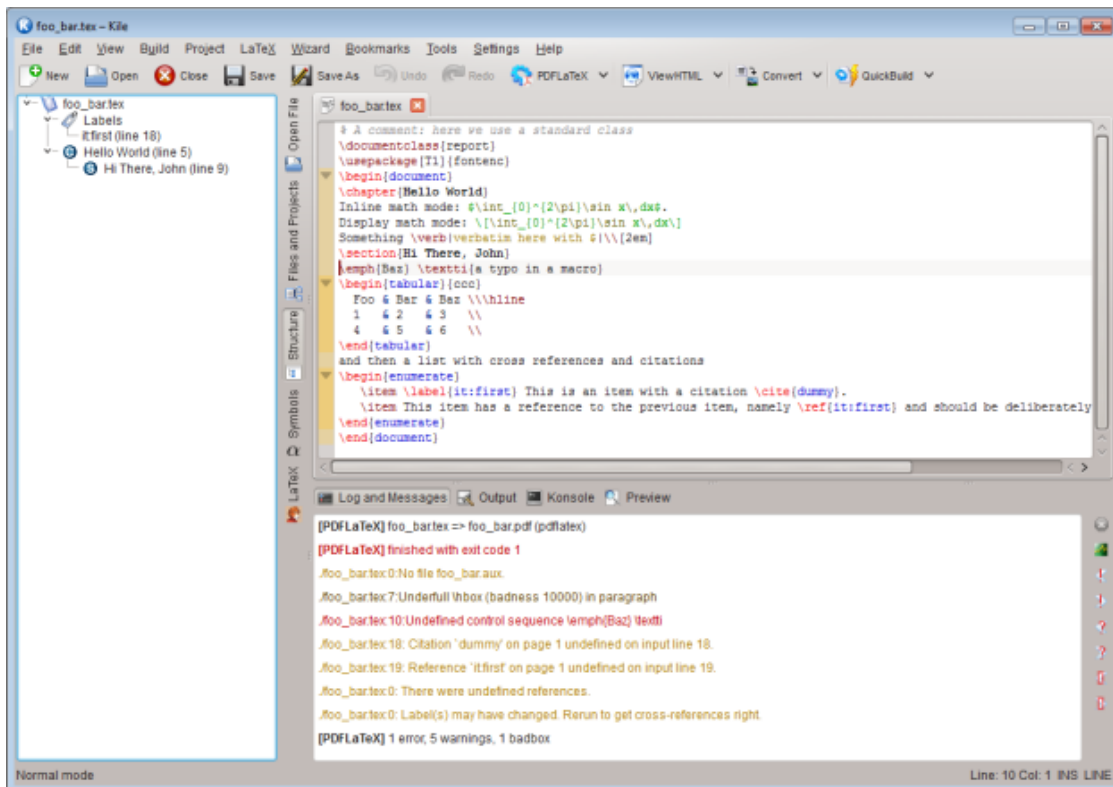 foo_bar.tex – Kile
File Edit View Build Project LaTeX Wizard Bookmarks Tools Settings Help
New Open Close Save Save As Undo Redo PDFLaTeX ViewHTML Convert QuickBuild
foo_bar.tex
Labels
it:first (line 18)
Hello World (line 5)
Hi There, John (line 9)
Open File
Files and Projects
Structure
Symbols
LaTeX
foo_bar.tex
% A comment: here we use a standard class
\documentclass{report}
\usepackage[T1]{fontenc}
\begin{document}
\chapter{Hello World}
Inline math mode: $\int_{0}^{2\pi}\sin x\,dx$.
Display math mode: \[\int_{0}^{2\pi}\sin x\,dx\]
Something \verb|verbatim here with $|\\[2em]
\section{Hi There, John}
\emph{Baz} \textti{a typo in a macro}
\begin{tabular}{ccc}
Foo & Bar & Baz \\\hline
1 & 2 & 3 \\
4 & 5 & 6 \\
\end{tabular}
and then a list with cross references and citations
\begin{enumerate}
\item \label{it:first} This is an item with a citation \cite{dummy}.
\item This item has a reference to the previous item, namely \ref{it:first} and should be deliberately
\end{enumerate}
\end{document}
Log and Messages Output Konsole Preview
[PDFLaTeX] foo_bar.tex => foo_bar.pdf (pdflatex)
[PDFLaTeX] finished with exit code 1
./foo_bar.tex:0:No file foo_bar.aux.
./foo_bar.tex:7:Underfull \hbox (badness 10000) in paragraph
./foo_bar.tex:10:Undefined control sequence \emph{Baz} \textti
./foo_bar.tex:18: Citation `dummy' on page 1 undefined on input line 18.
./foo_bar.tex:19: Reference `it:first' on page 1 undefined on input line 19.
./foo_bar.tex:0: There were undefined references.
./foo_bar.tex:0: Label(s) may have changed. Rerun to get cross-references right.
[PDFLaTeX] 1 error, 5 warnings, 1 badbox
Normal mode
Line: 10 Col: 1 INS LINE